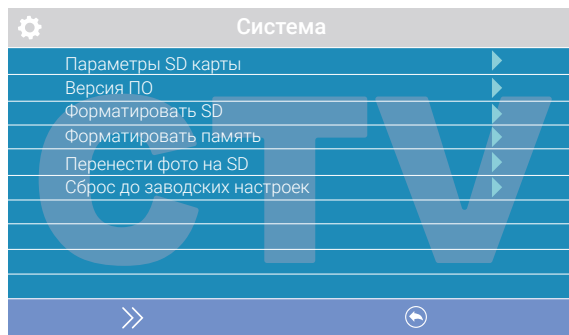 Система
Параметры SD карты
Версия ПО
Форматировать SD
Форматировать память
Перенести фото на SD
Сброс до заводских настроек
CTV